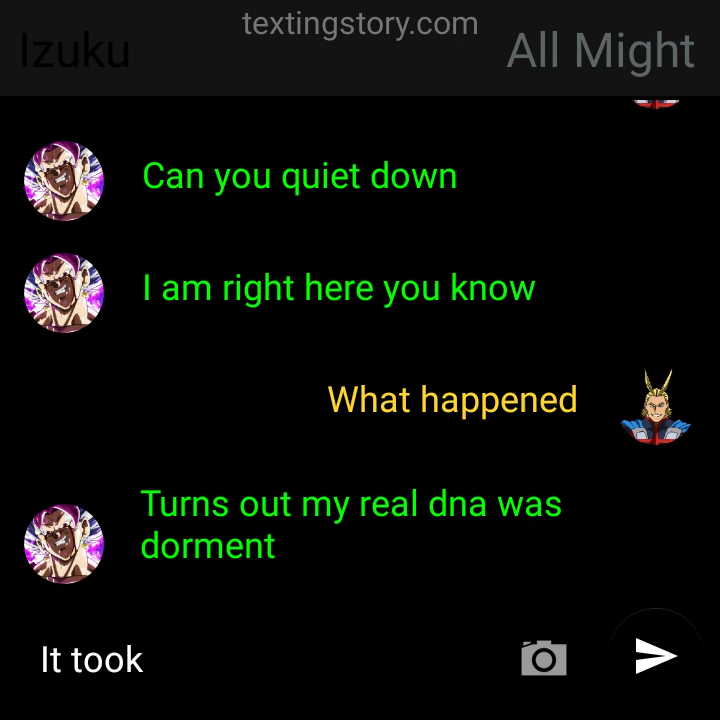 textingstory.com
Izuku
All Might
Can you quiet down
I am right here you know
What happened
Turns out my real dna was
dorment
It took